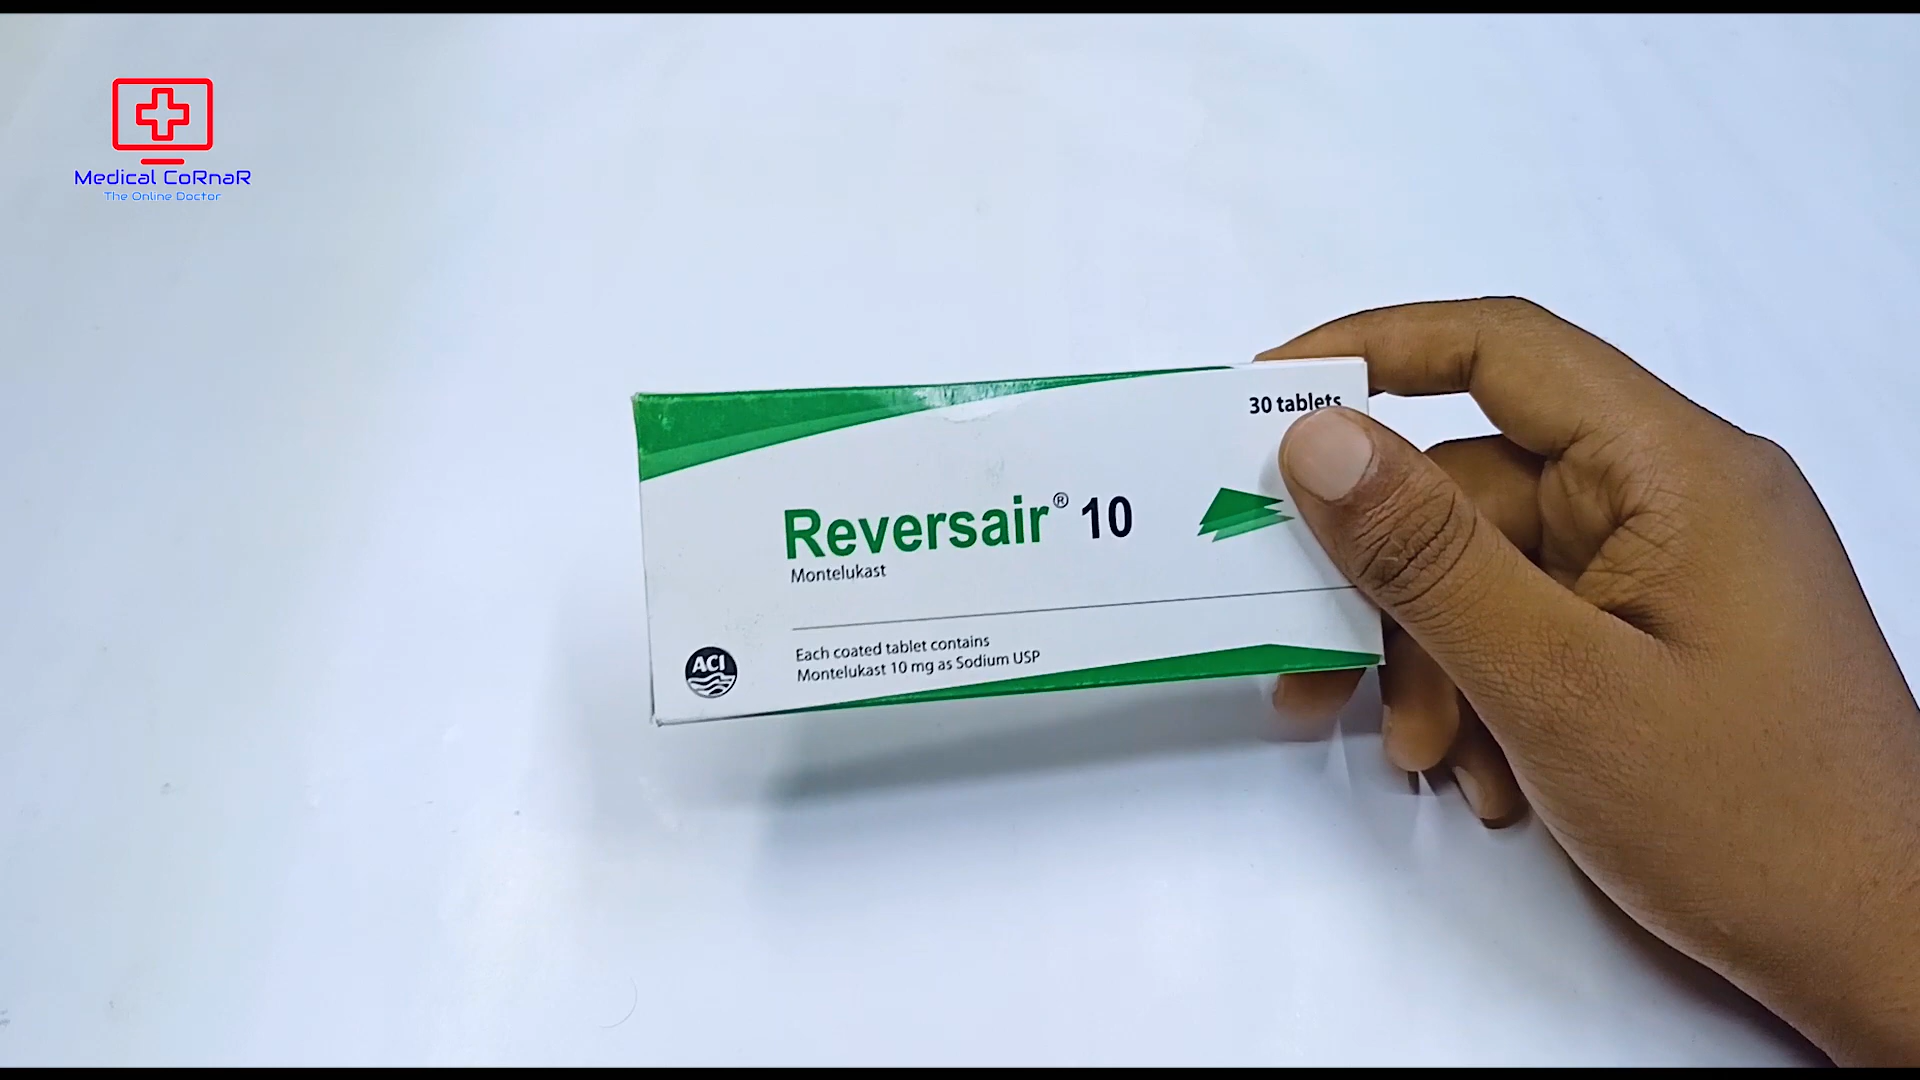 Medical CoRnaR
The Online Doctor
30 tablets
Reversair® 10
Montelukast
Each coated tablet contains
Montelukast 10 mg as Sodium USP
ACI